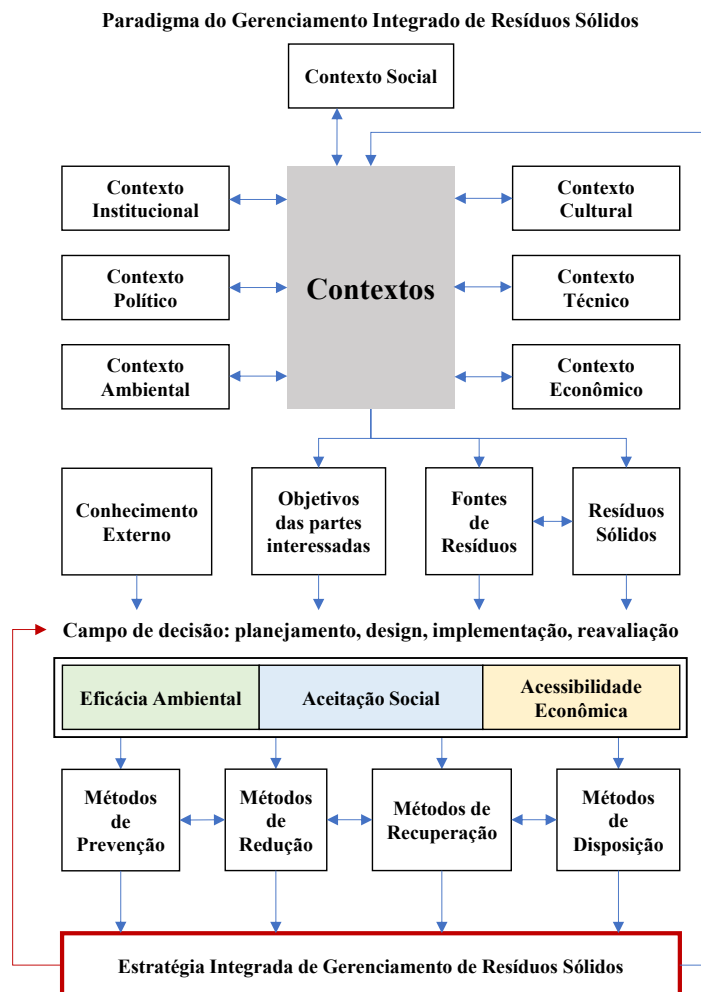 Paradigma do Gerenciamento Integrado de Resíduos Sólidos
Contexto Social
Contexto
Institucional
Contexto
Cultural
Contexto
Político
Contextos
Contexto
Técnico
Contexto
Ambiental
Contexto
Econômico
Conhecimento
Externo
Objetivos
das partes
interessadas
Fontes
de
Resíduos
Resíduos
Sólidos
Campo de decisão: planejamento, design, implementação, reavaliação
Eficácia Ambiental
Aceitação Social
Acessibilidade
Econômica
Métodos
de
Prevenção
Métodos
de
Redução
Métodos de
Recuperação
Métodos
de
Disposição
Estratégia Integrada de Gerenciamento de Resíduos Sólidos